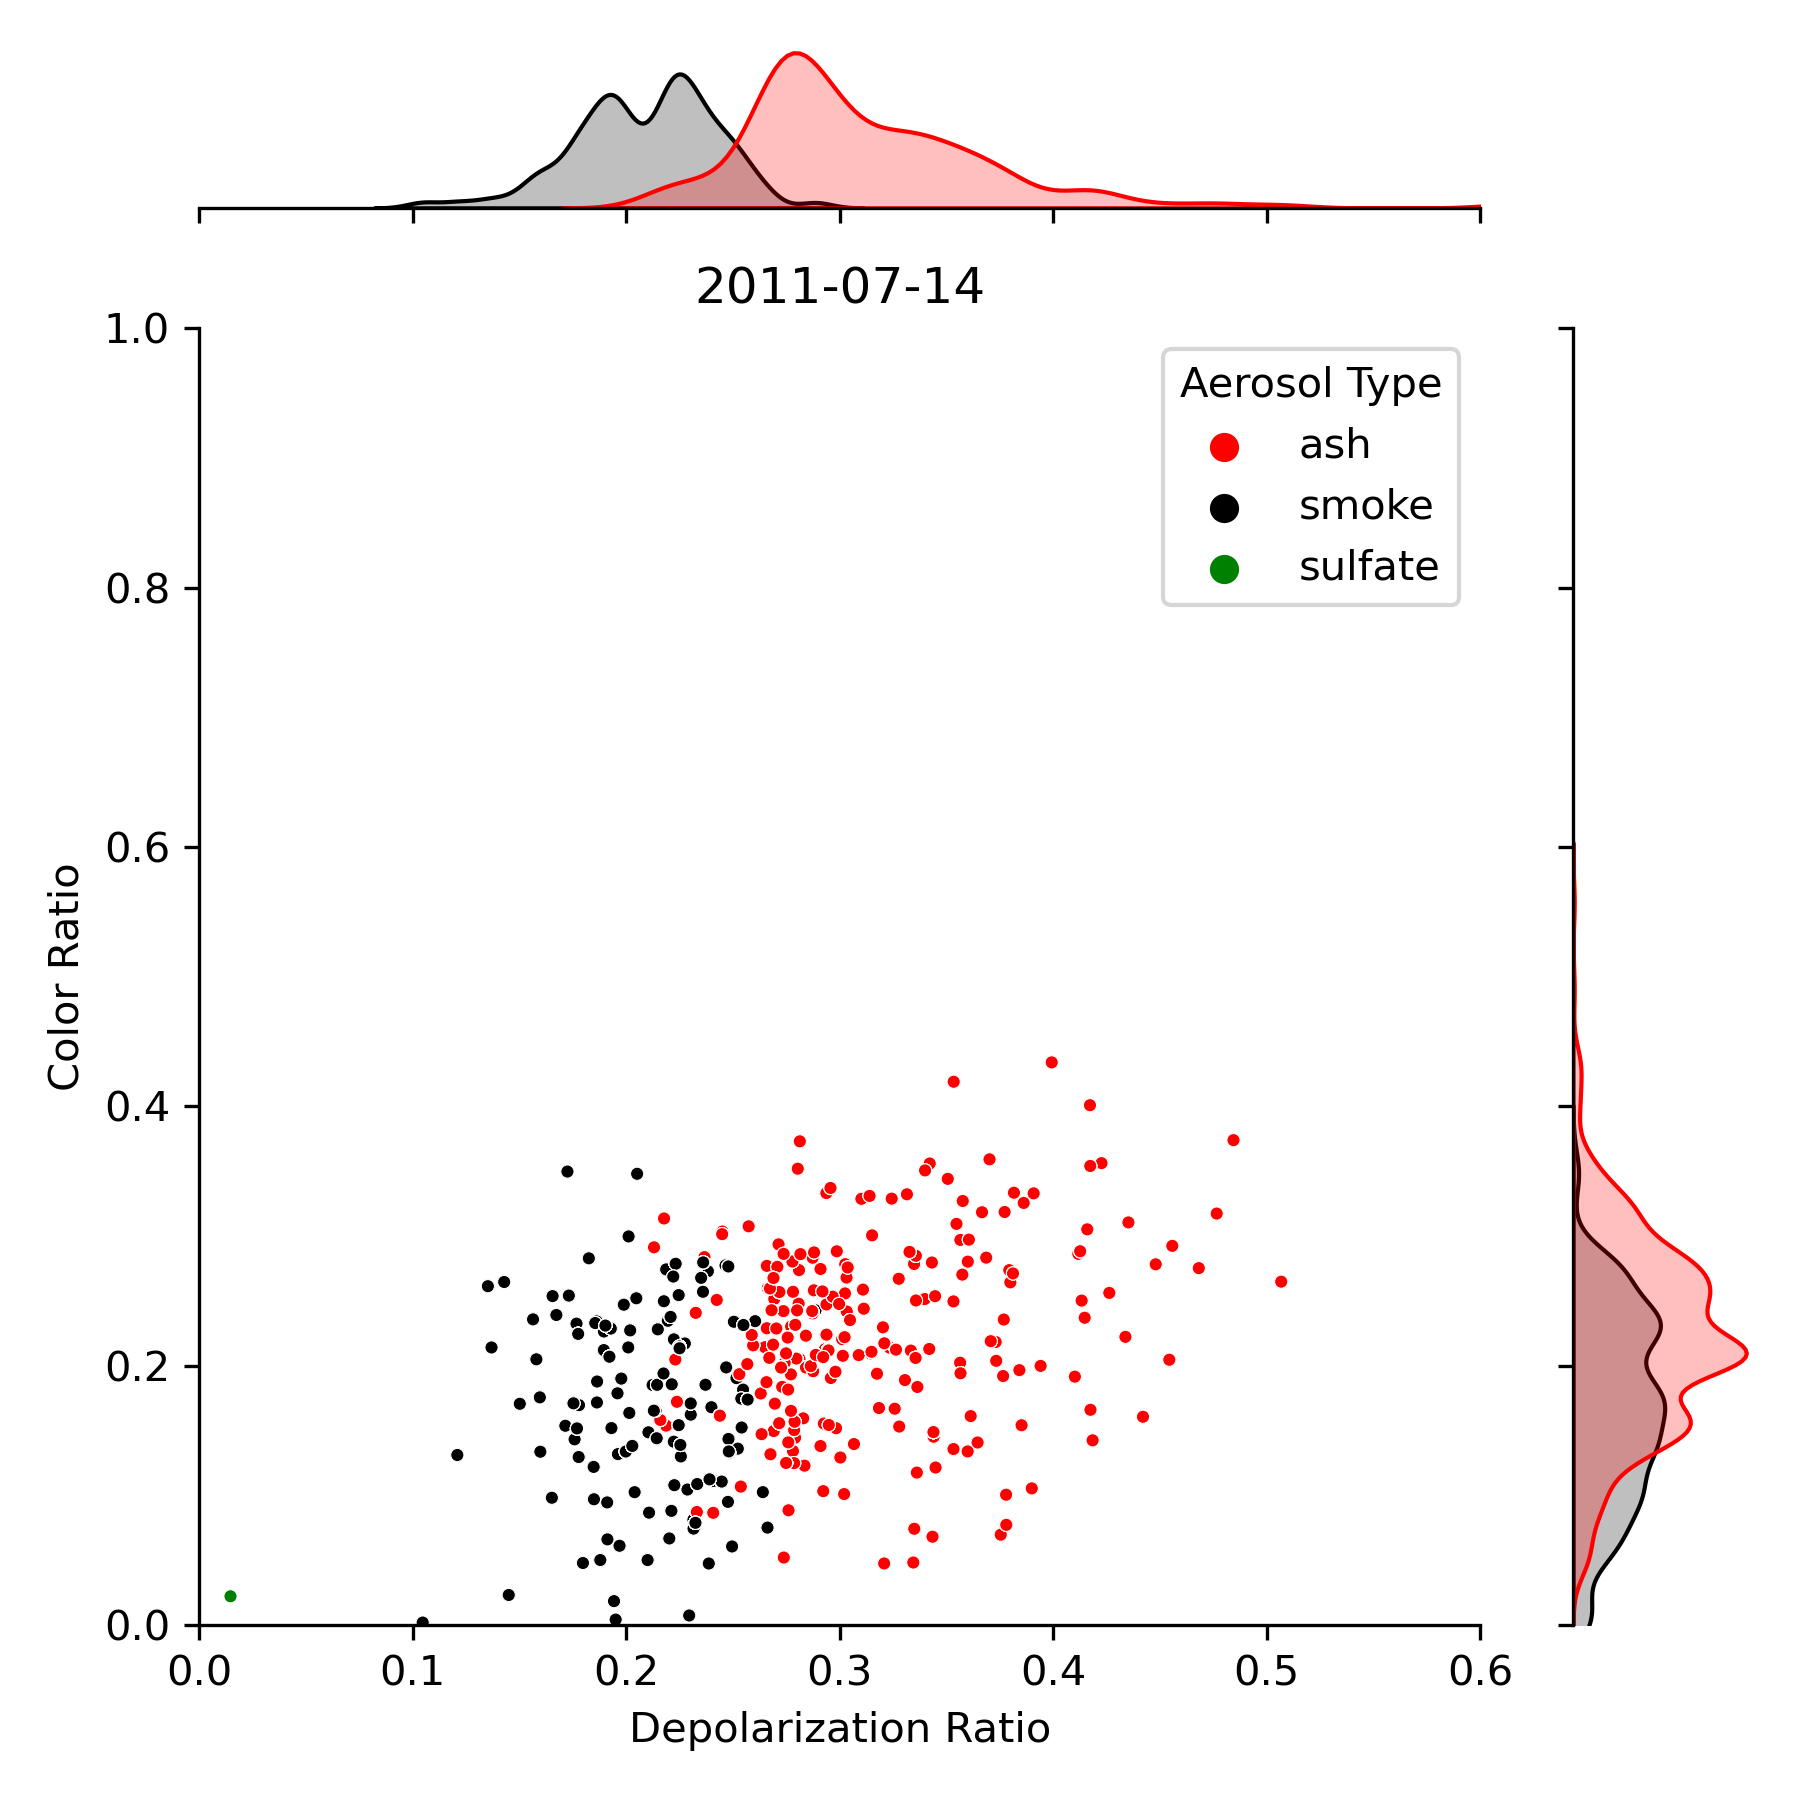 2011-07-14
Aerosol Type
ash
smoke
sulfate
1.0
0.8
0.6
0.4
0.2
0.0
Color Ratio
0.0 0.1 0.2 0.3 0.4 0.5 0.6
Depolarization Ratio